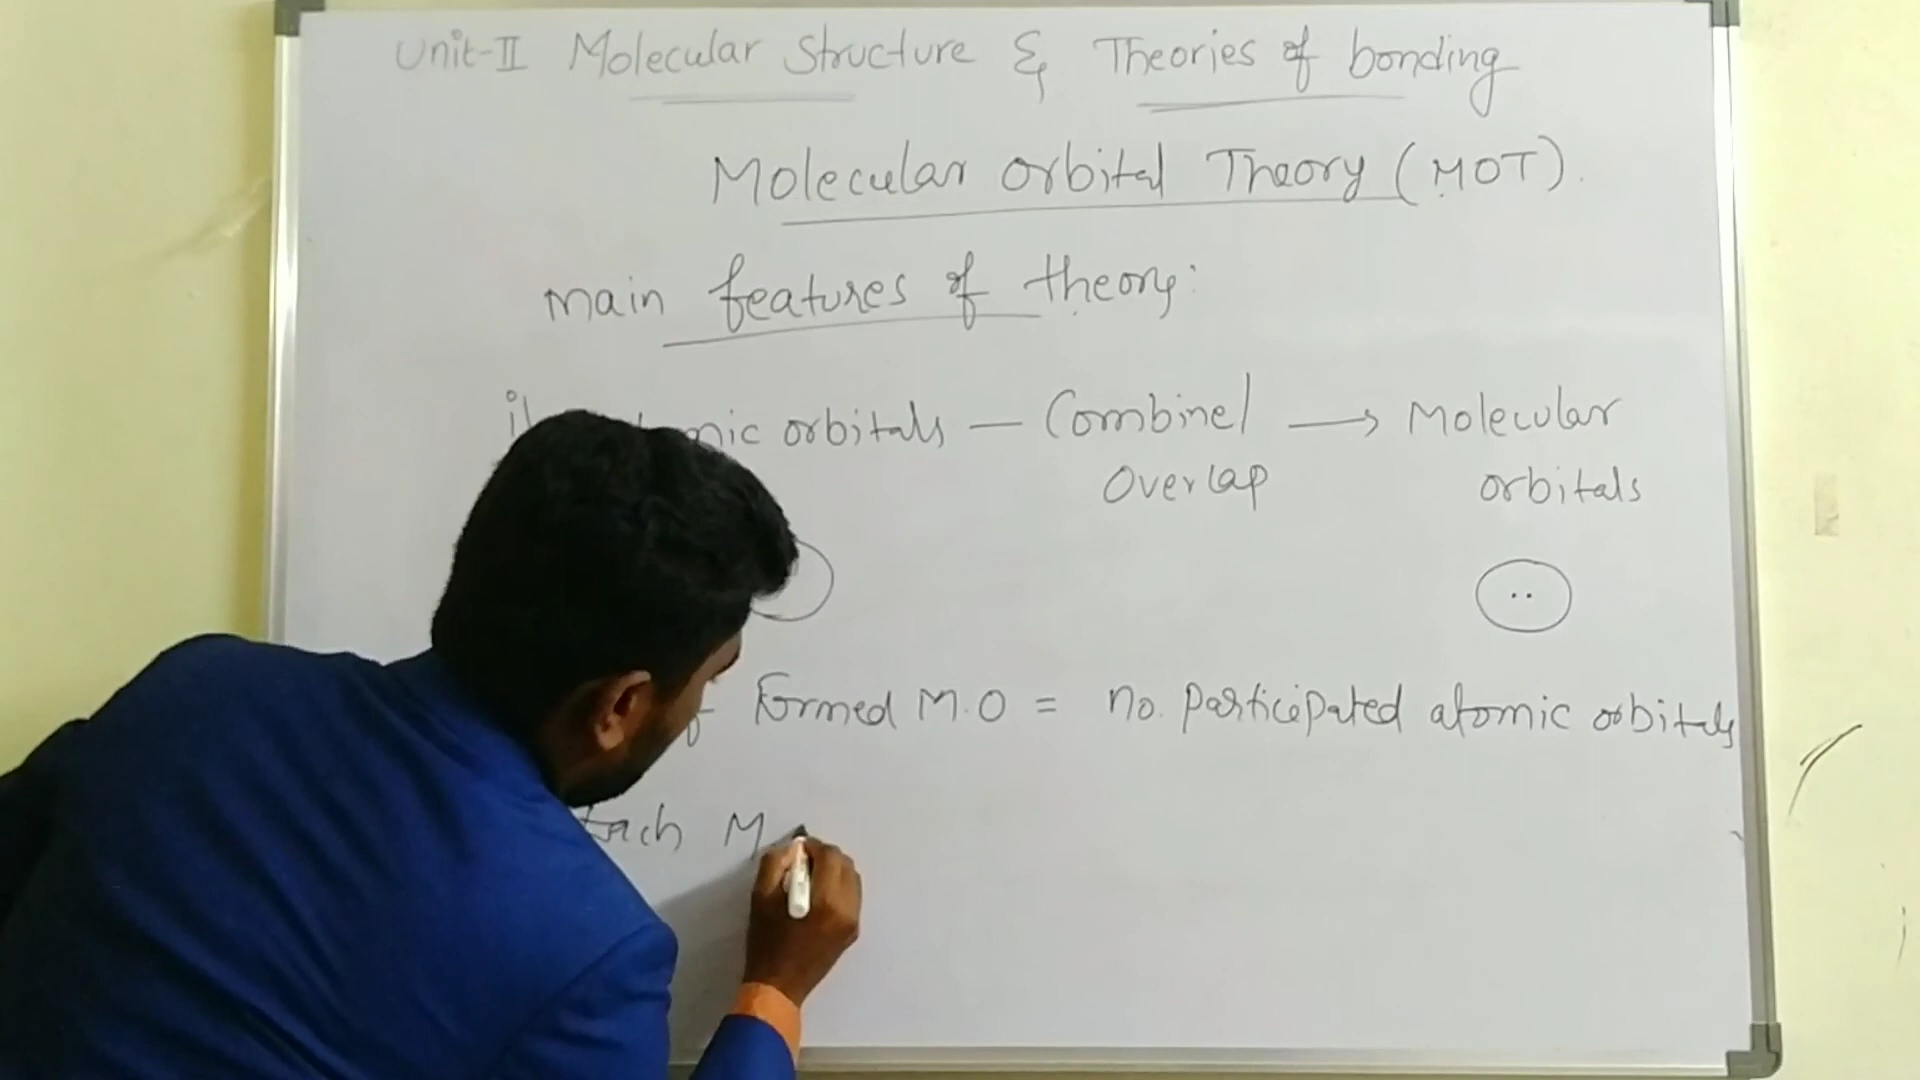 Unit-II Molecular Structure & Theories of bonding
Molecular orbital Theory (MOT).
main features of theory:
orbitals — Combine/ → Molecular
Overlap orbitals
Formed M.O = no. participated atomic orbitals
Each M